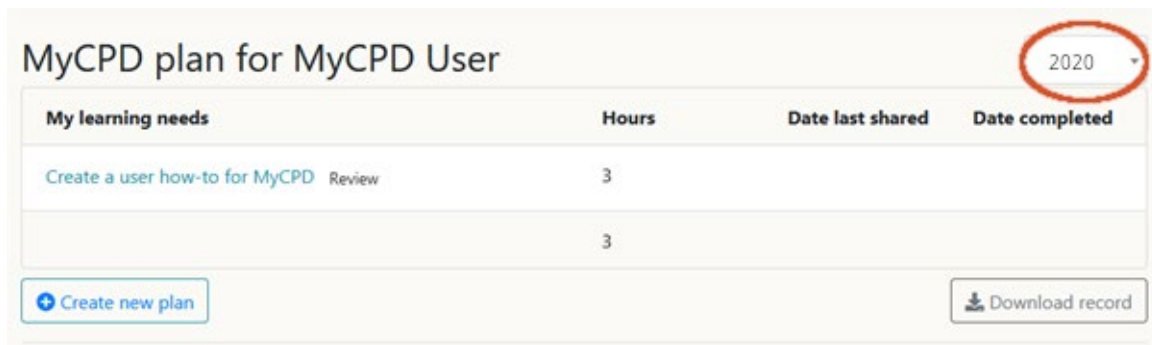 MyCPD plan for MyCPD User
2020
My learning needs Hours Date last shared Date completed
Create a user how-to for MyCPD Review 3
3
Create new plan Download record